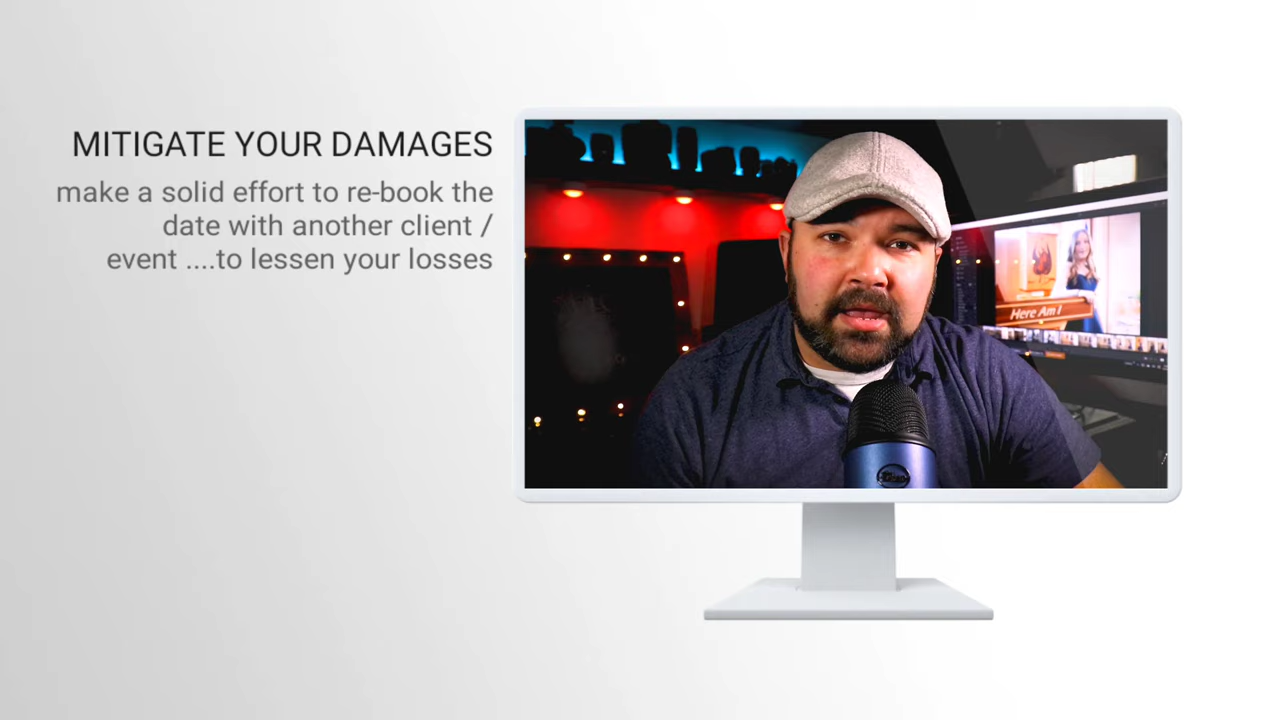 MITIGATE YOUR DAMAGES
make a solid effort to re-book the
date with another client /
event ....to lessen your losses
Here Am I